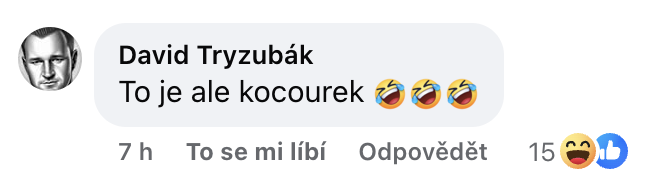 David Tryzubák
To je ale kocourek 🤣🤣🤣
7 h To se mi líbí Odpovědět 15